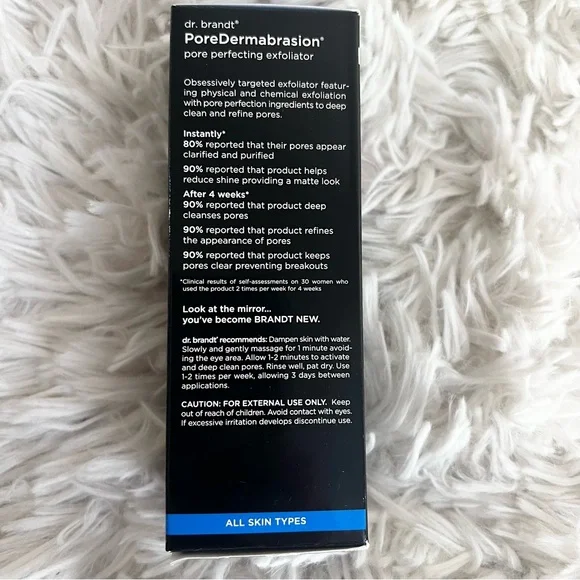 dr. brandt®
PoreDermabrasion®
pore perfecting exfoliator
Obsessively targeted exfoliator featur-
ing physical and chemical exfoliation
with pore perfection ingredients to deep
clean and refine pores.
Instantly*
80% reported that their pores appear
clarified and purified
90% reported that product helps
reduce shine providing a matte look
After 4 weeks*
90% reported that product deep
cleanses pores
90% reported that product refines
the appearance of pores
90% reported that product keeps
pores clear preventing breakouts
*Clinical results of self-assessments on 30 women who
used the product 2 times per week for 4 weeks
Look at the mirror...
you've become BRANDT NEW.
dr. brandt® recommends: Dampen skin with water.
Slowly and gently massage for 1 minute avoid-
ing the eye area. Allow 1-2 minutes to activate
and deep clean pores. Rinse well, pat dry. Use
1-2 times per week, allowing 3 days between
applications.
CAUTION: FOR EXTERNAL USE ONLY. Keep
out of reach of children. Avoid contact with eyes.
If excessive irritation develops discontinue use.
ALL SKIN TYPES